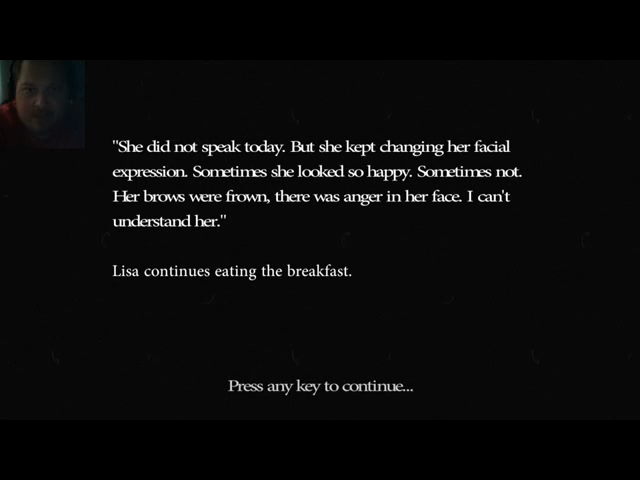 "She did not speak today. But she kept changing her facial
expression. Sometimes she looked so happy. Sometimes not.
Her brows were frown, there was anger in her face. I can't
understand her."
Lisa continues eating the breakfast.
Press any key to continue...